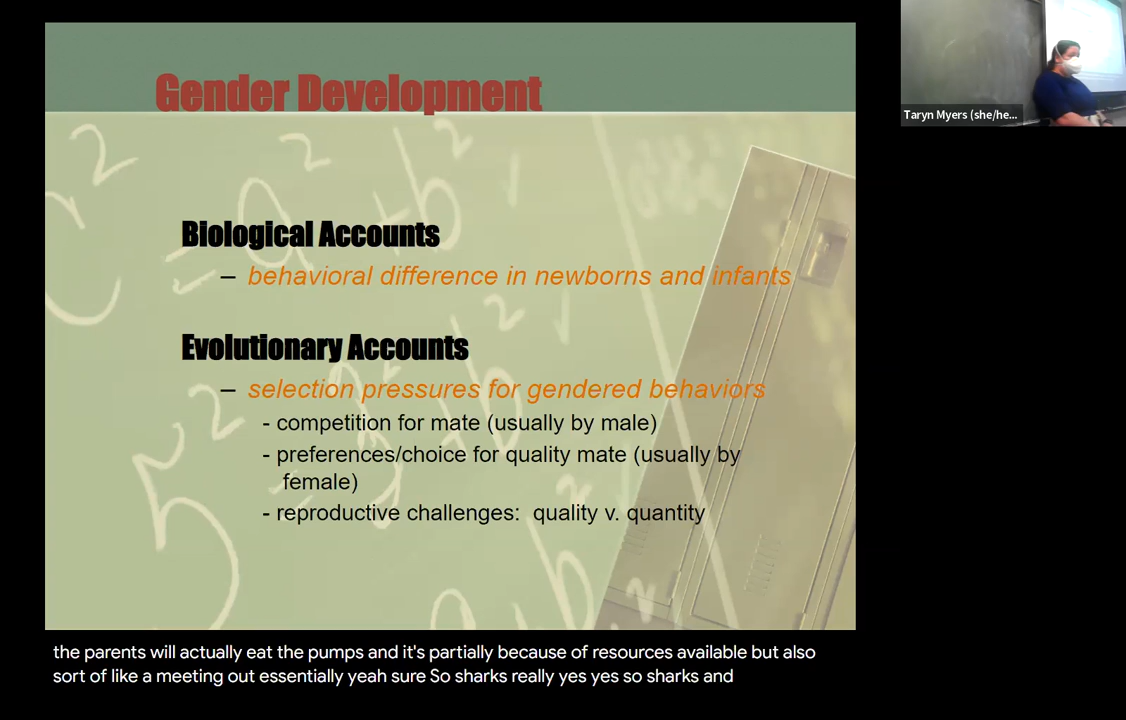 Gender Development
Biological Accounts
– behavioral difference in newborns and infants
Evolutionary Accounts
– selection pressures for gendered behaviors
- competition for mate (usually by male)
- preferences/choice for quality mate (usually by
female)
- reproductive challenges: quality v. quantity
Taryn Myers (she/he...
the parents will actually eat the pumps and it's partially because of resources available but also
sort of like a meeting out essentially yeah sure So sharks really yes yes so sharks and